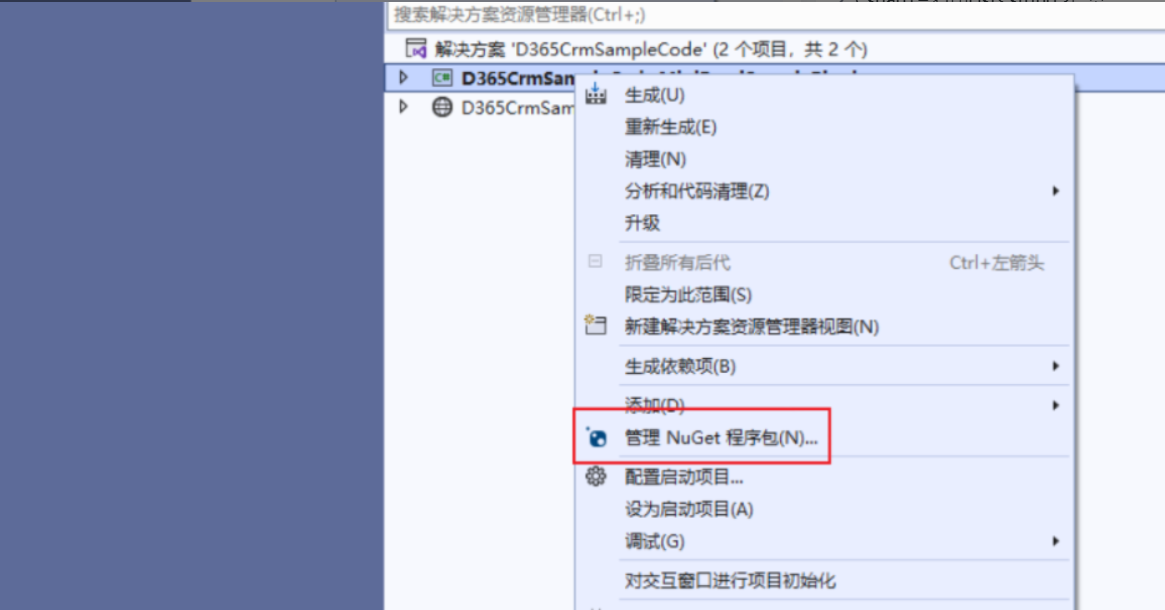 搜索解决方案资源管理器(Ctrl+;)
解决方案 'D365CrmSampleCode' (2 个项目，共 2 个)
D365CrmSam
D365CrmSam
生成(U)
重新生成(E)
清理(N)
分析和代码清理(Z)
升级
折叠所有后代 Ctrl+左箭头
限定为此范围(S)
新建解决方案资源管理器视图(N)
生成依赖项(B)
添加(D)
管理 NuGet 程序包(N)...
配置启动项目...
设为启动项目(A)
调试(G)
对交互窗口进行项目初始化